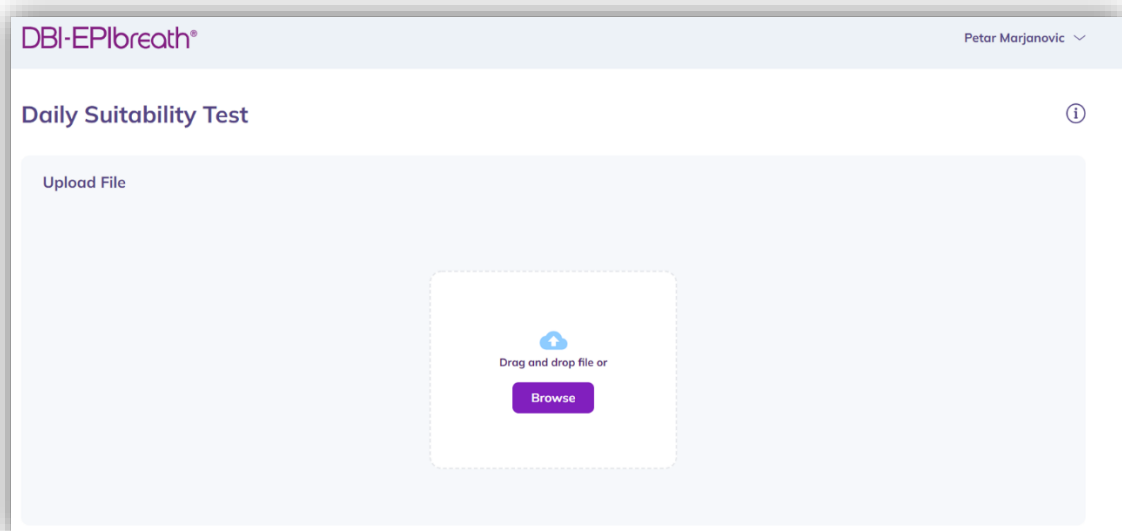 DBI-EPIbreath®
Petar Marjanovic
Daily Suitability Test
Upload File
Drag and drop file or
Browse